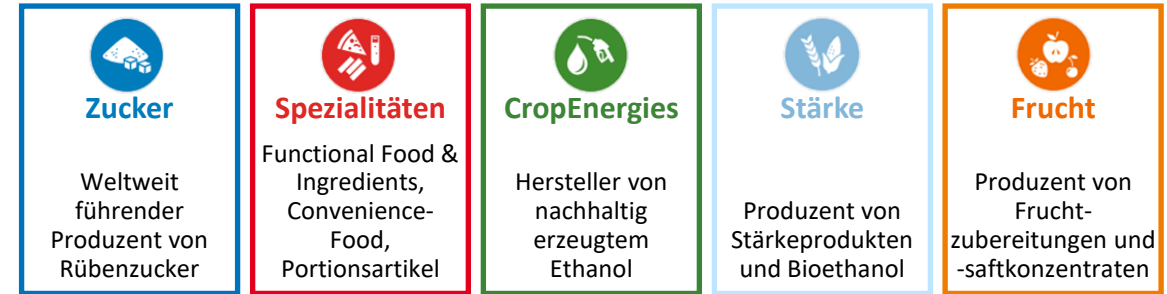 Zucker
Weltweit
führender
Produzent von
Rübenzucker
Spezialitäten
Functional Food &
Ingredients,
Convenience-
Food,
Portionsartikel
CropEnergies
Hersteller von
nachhaltig
erzeugtem
Ethanol
Stärke
Produzent von
Stärkeprodukten
und Bioethanol
Frucht
Produzent von
Frucht-
zubereitungen und
-saftkonzentraten